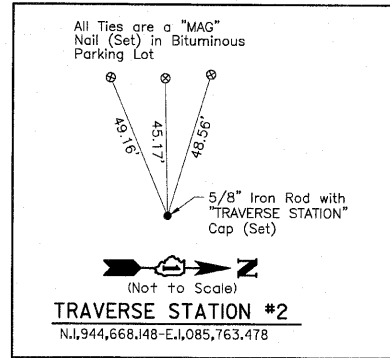 All Ties are a "MAG"
Nail (Set) in Bituminous
Parking Lot
49.16'
45.17'
48.56'
5/8" Iron Rod with
"TRAVERSE STATION"
Cap (Set)
N
(Not to Scale)
TRAVERSE STATION #2
N.1,944,668.148-E.1,085,763.478